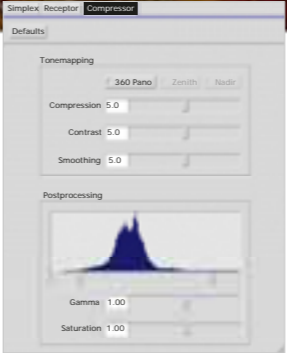 Simplex Receptor Compressor
Defaults
Tonemapping
360 Pano Zenith Nadir
Compression 5.0
Contrast 5.0
Smoothing 5.0
Postprocessing
Gamma 1.00
Saturation 1.00